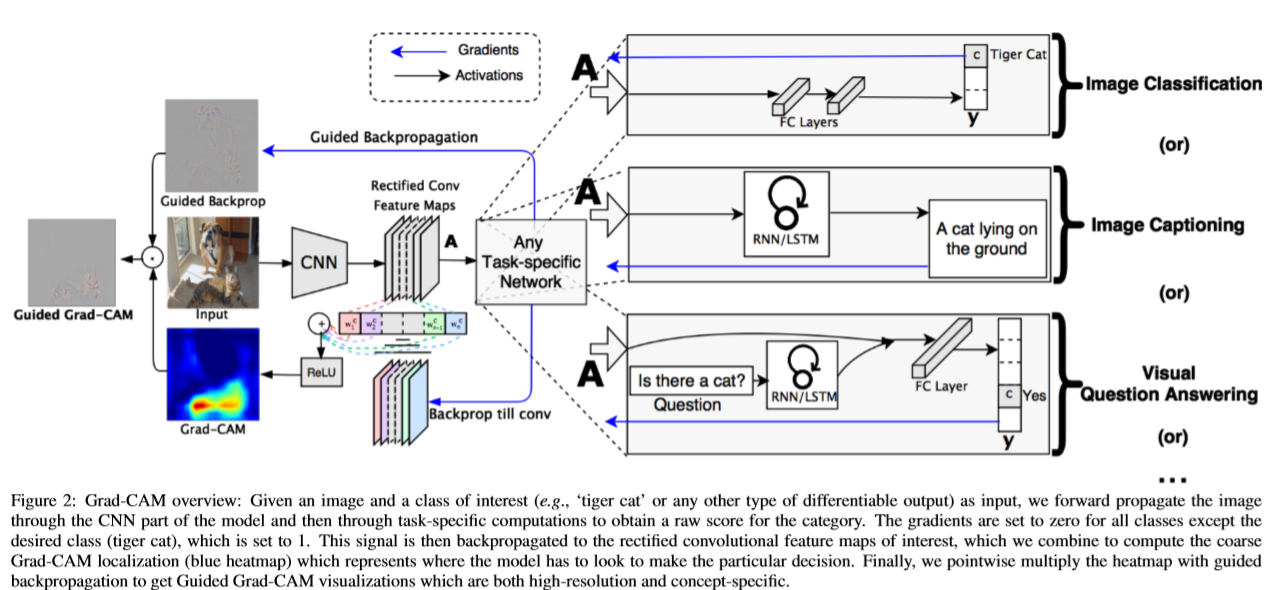 Gradients
Activations
Guided Backpropagation
Guided Backprop
Input
Guided Grad-CAM
Grad-CAM
CNN
Rectified Conv
Feature Maps
A
w₁ᶜ w₂ᶜ wₙ₋₁ᶜ wₙᶜ
+
ReLU
Backprop till conv
Any
Task-specific
Network
A
c Tiger Cat
FC Layers
y
Image Classification
(or)
A
RNN/LSTM
A cat lying on
the ground
Image Captioning
(or)
A
Is there a cat?
Question
RNN/LSTM
FC Layer
c Yes
y
Visual
Question Answering
(or)
...
Figure 2: Grad-CAM overview: Given an image and a class of interest (e.g., ‘tiger cat’ or any other type of differentiable output) as input, we forward propagate the image
through the CNN part of the model and then through task-specific computations to obtain a raw score for the category. The gradients are set to zero for all classes except the
desired class (tiger cat), which is set to 1. This signal is then backpropagated to the rectified convolutional feature maps of interest, which we combine to compute the coarse
Grad-CAM localization (blue heatmap) which represents where the model has to look to make the particular decision. Finally, we pointwise multiply the heatmap with guided
backpropagation to get Guided Grad-CAM visualizations which are both high-resolution and concept-specific.